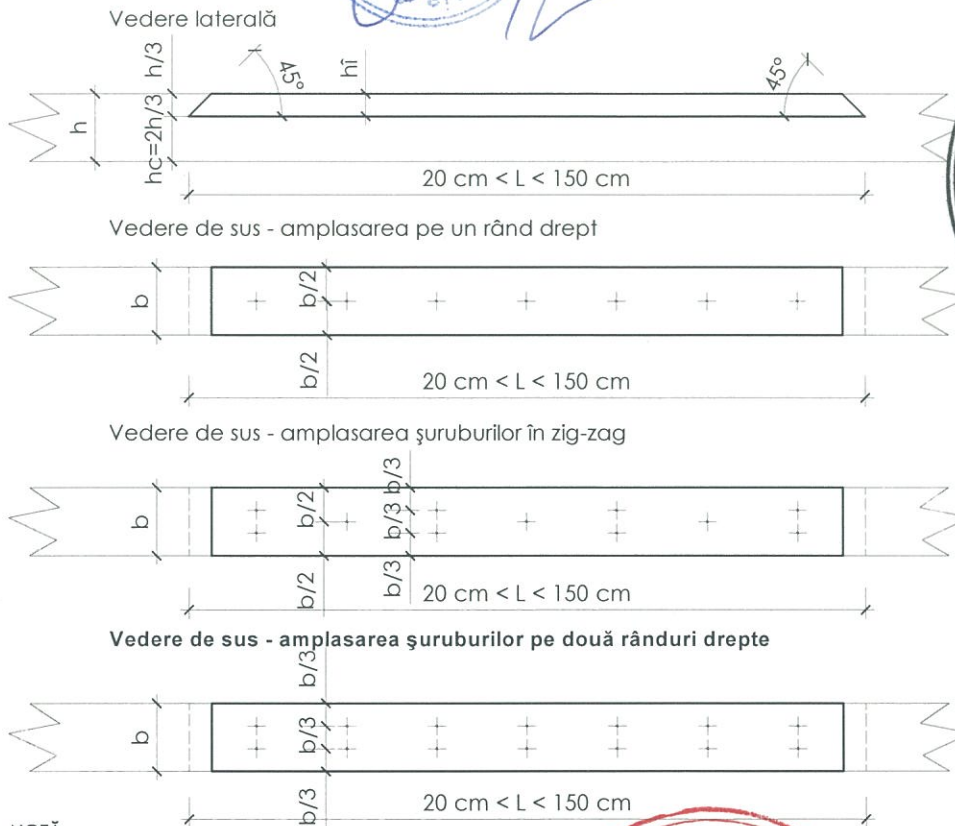 Vedere laterală
h/3
45°
hî
45°
h
hc=2h/3
20 cm < L < 150 cm
Vedere de sus - amplasarea pe un rând drept
b
b/2
b/2
20 cm < L < 150 cm
Vedere de sus - amplasarea şuruburilor în zig-zag
b
b/2
b/3
b/3
b/2
b/3
20 cm < L < 150 cm
Vedere de sus - amplasarea şuruburilor pe două rânduri drepte
b/3
b
b/3
b/3
20 cm < L < 150 cm